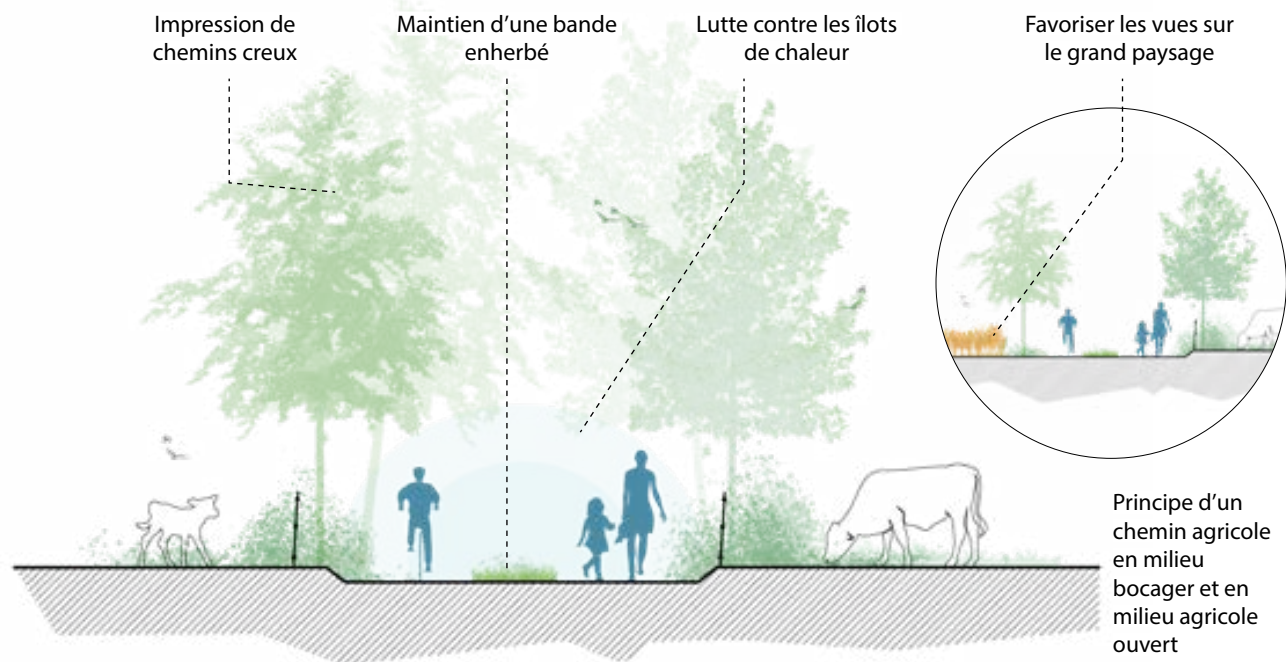 Impression de
chemins creux
Maintien d'une bande
enherbé
Lutte contre les îlots
de chaleur
Favoriser les vues sur
le grand paysage
Principe d'un
chemin agricole
en milieu
bocager et en
milieu agricole
ouvert